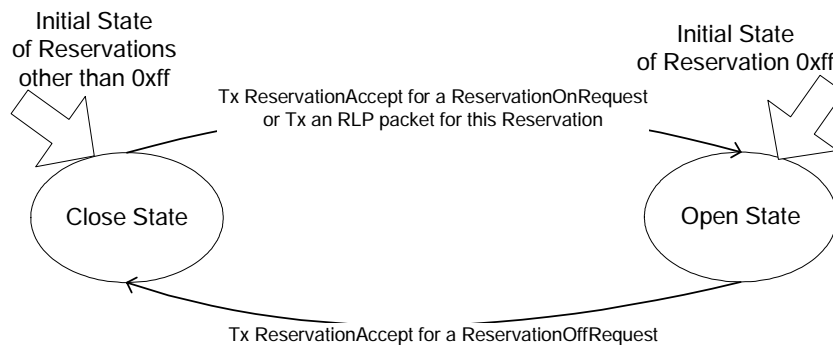 Initial State
of Reservations
other than 0xff
Initial State
of Reservation 0xff
Tx ReservationAccept for a ReservationOnRequest
or Tx an RLP packet for this Reservation
Close State
Open State
Tx ReservationAccept for a ReservationOffRequest